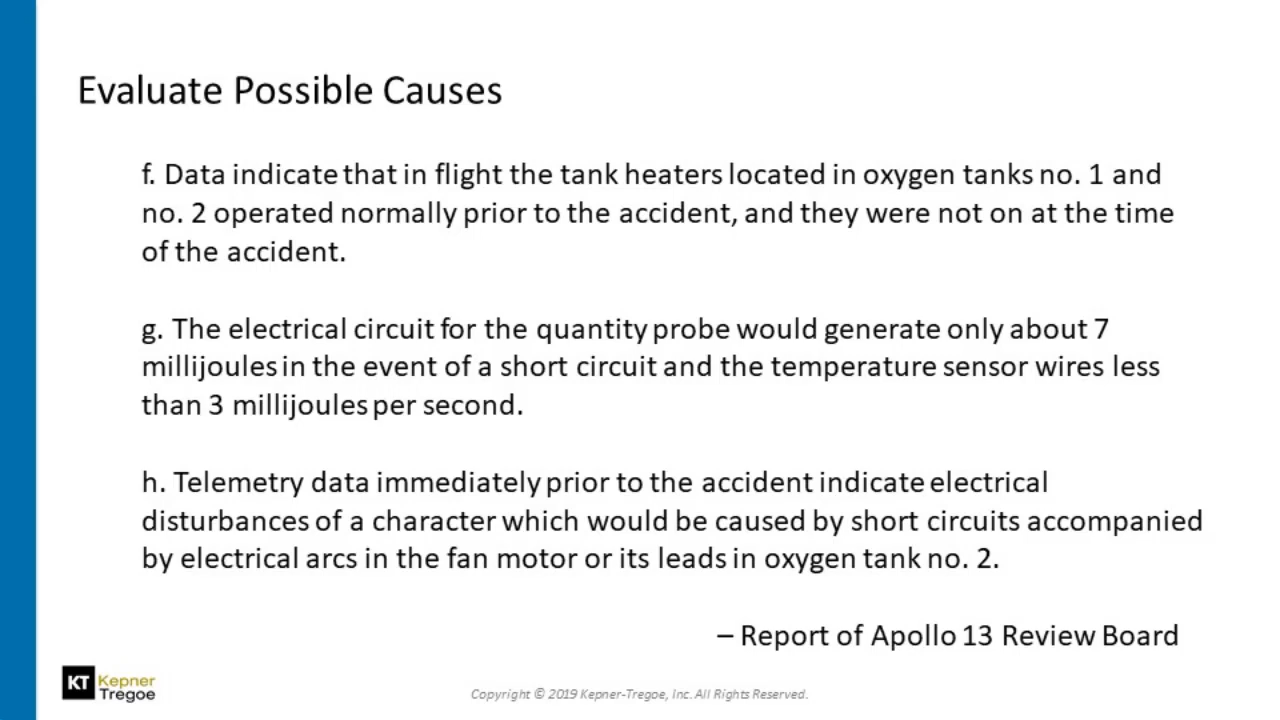 Evaluate Possible Causes
f. Data indicate that in flight the tank heaters located in oxygen tanks no. 1 and
no. 2 operated normally prior to the accident, and they were not on at the time
of the accident.
g. The electrical circuit for the quantity probe would generate only about 7
millijoules in the event of a short circuit and the temperature sensor wires less
than 3 millijoules per second.
h. Telemetry data immediately prior to the accident indicate electrical
disturbances of a character which would be caused by short circuits accompanied
by electrical arcs in the fan motor or its leads in oxygen tank no. 2.
– Report of Apollo 13 Review Board
KT Kepner
Tregoe
Copyright © 2019 Kepner-Tregoe, Inc. All Rights Reserved.